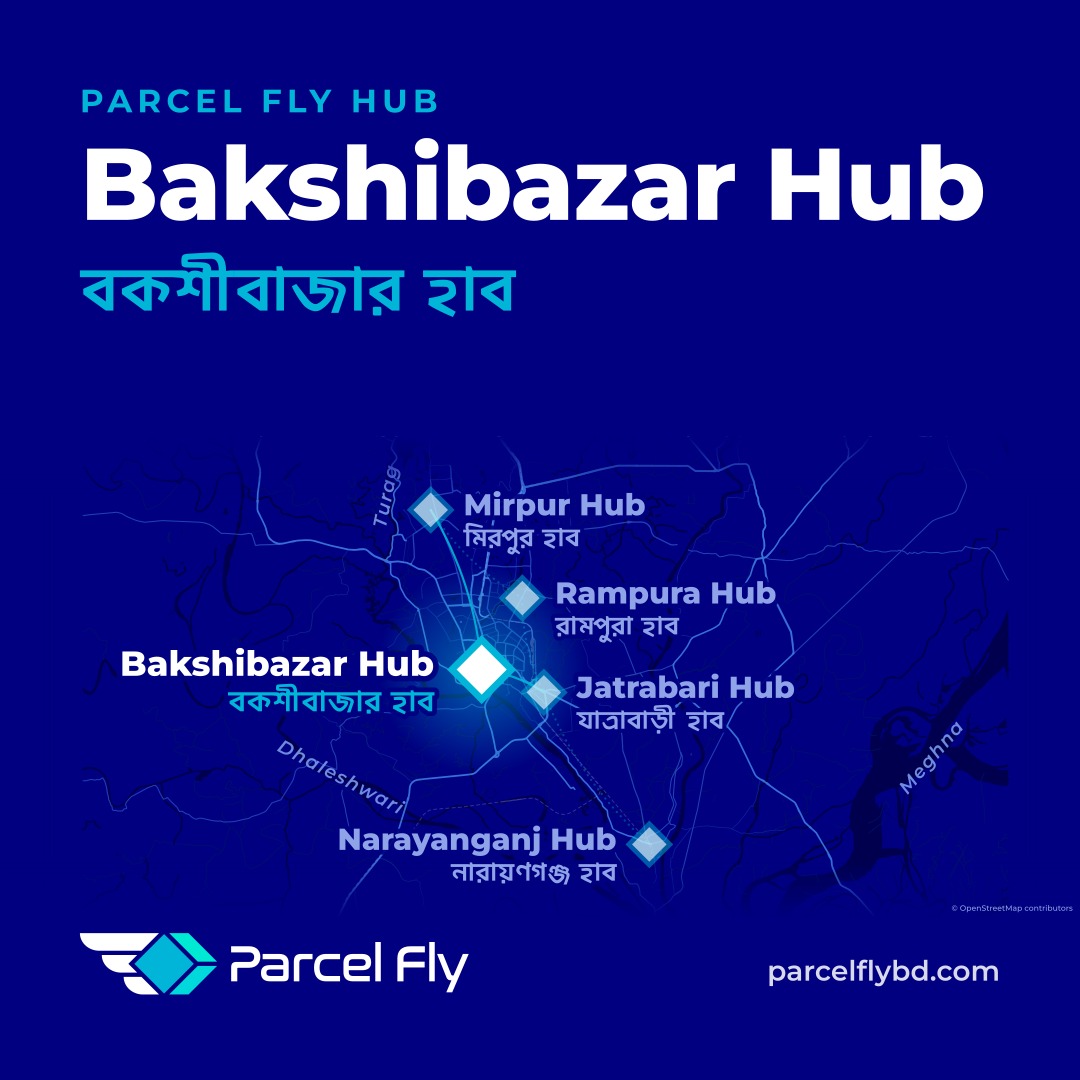 PARCEL FLY HUB
Bakshibazar Hub
বকশীবাজার হাব
Turag
Mirpur Hub
মিরপুর হাব
Rampura Hub
রামপুরা হাব
Bakshibazar Hub
বকশীবাজার হাব
Jatrabari Hub
যাত্রাবাড়ী হাব
Dhaleshwari
Meghna
Narayanganj Hub
নারায়ণগঞ্জ হাব
© OpenStreetMap contributors
Parcel Fly
parcelflybd.com